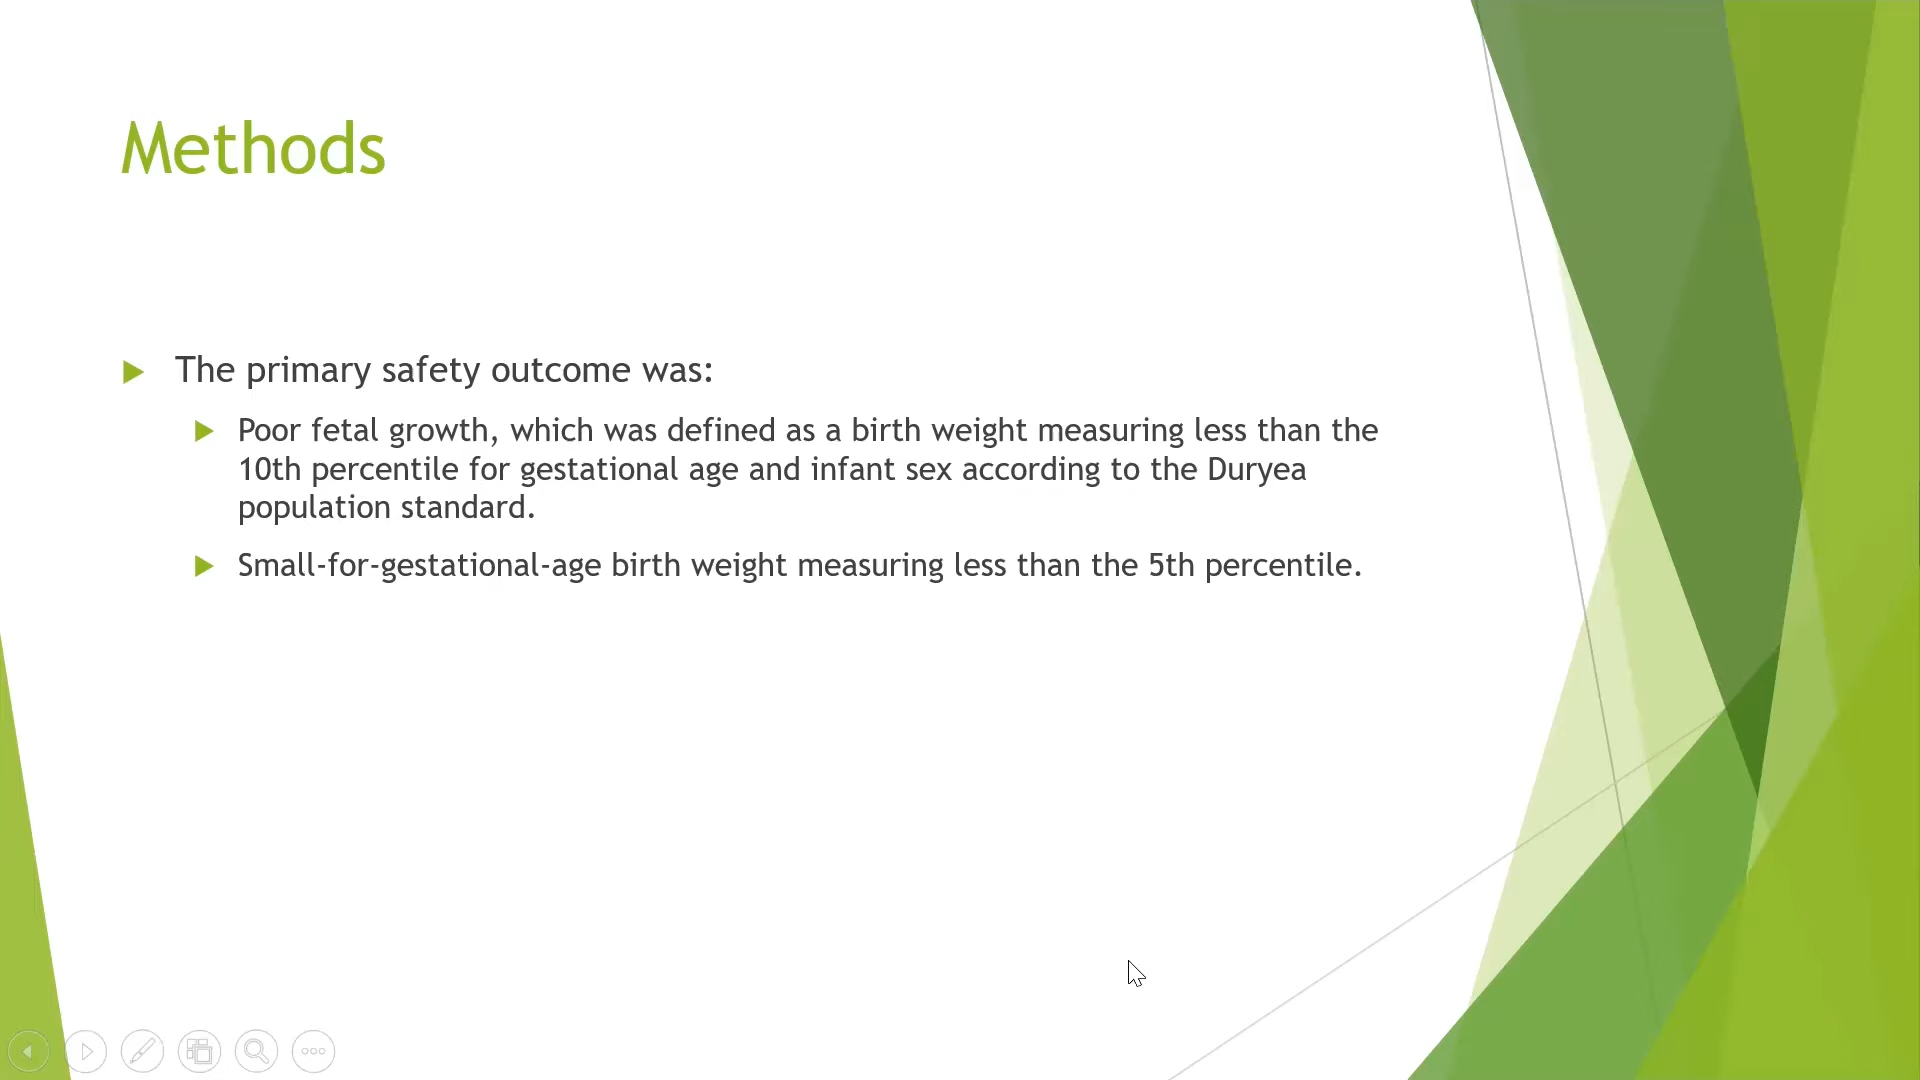 Methods
The primary safety outcome was:
Poor fetal growth, which was defined as a birth weight measuring less than the
10th percentile for gestational age and infant sex according to the Duryea
population standard.
Small-for-gestational-age birth weight measuring less than the 5th percentile.